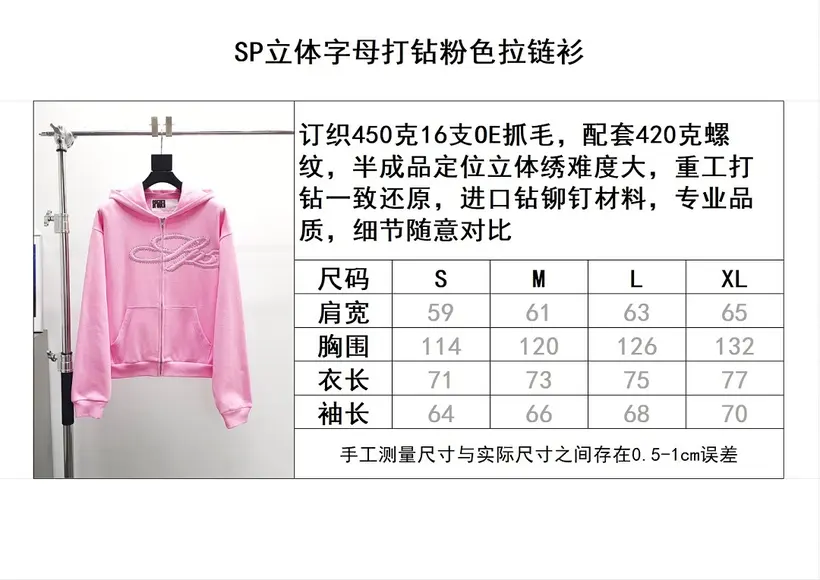 SP立体字母打钻粉色拉链衫
订织450克16支OE抓毛，配套420克螺
纹，半成品定位立体绣难度大，重工打
钻一致还原，进口钻铆钉材料，专业品
质，细节随意对比
尺码 S M L XL
肩宽 59 61 63 65
胸围 114 120 126 132
衣长 71 73 75 77
袖长 64 66 68 70
手工测量尺寸与实际尺寸之间存在0.5-1cm误差